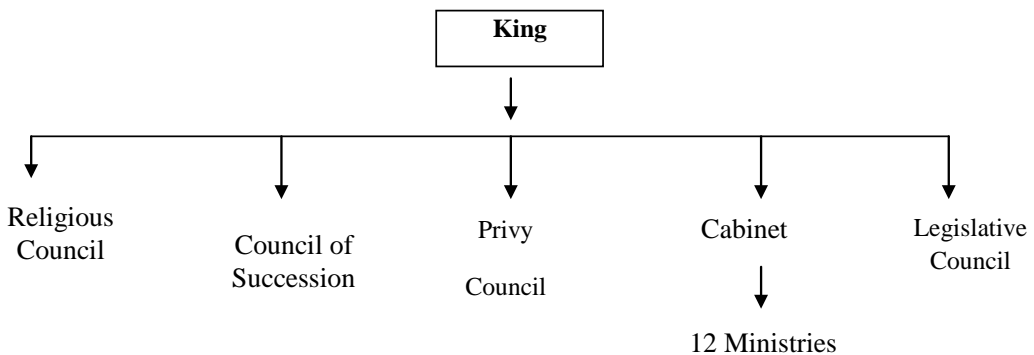 King
Religious
Council
Council of
Succession
Privy
Council
Cabinet
Legislative
Council
12 Ministries